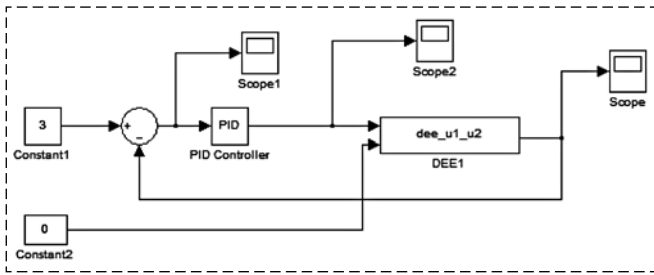 Scope1
Scope2
Scope
3
+
−
PID
dee_u1_u2
Constant1
PID Controller
DEE1
0
Constant2